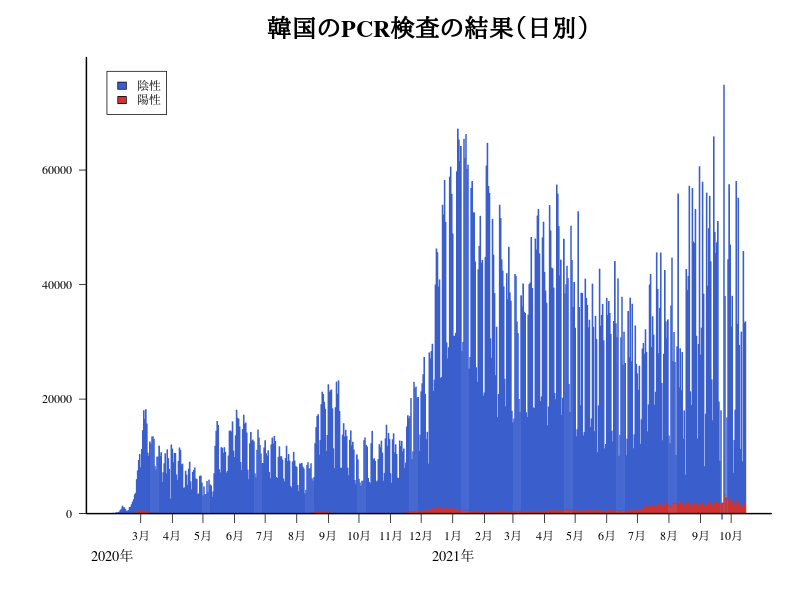 韓国のPCR検査の結果（日別）
陰性
陽性
60000
40000
20000
0
3月 4月 5月 6月 7月 8月 9月 10月 11月 12月 1月 2月 3月 4月 5月 6月 7月 8月 9月 10月
2020年 2021年